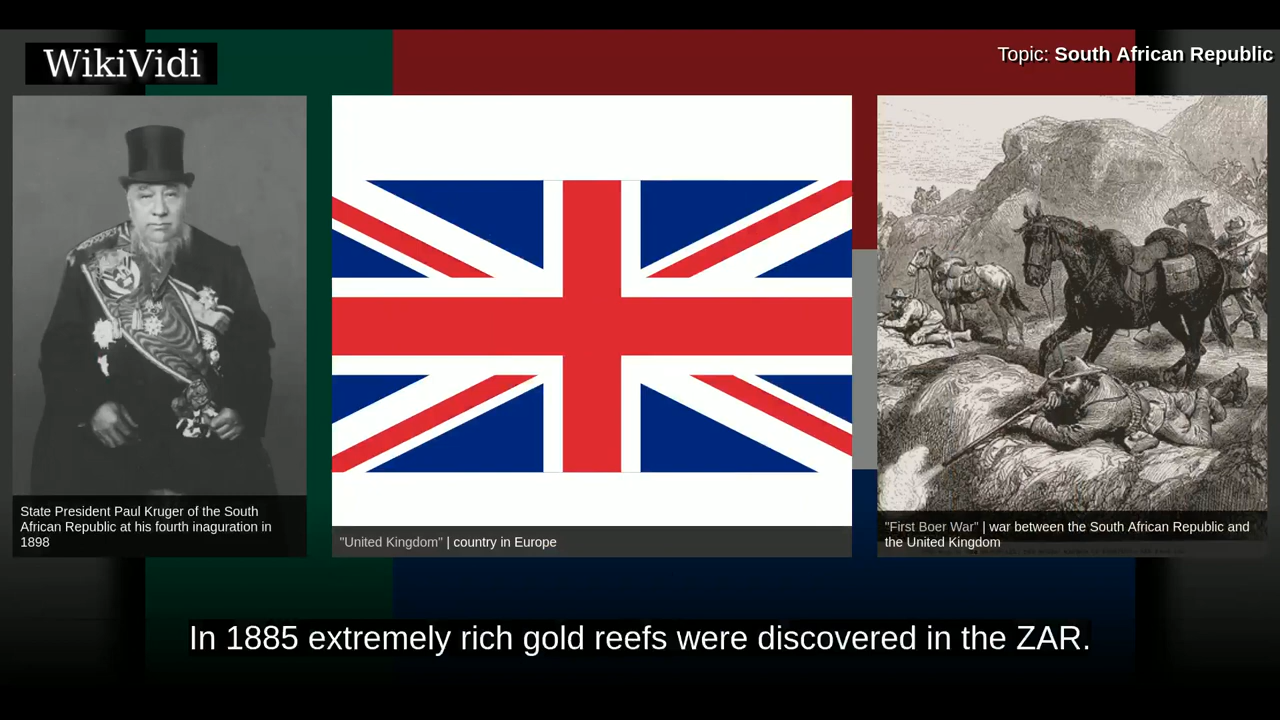 WikiVidi
Topic: South African Republic
State President Paul Kruger of the South
African Republic at his fourth inaguration in
1898
"United Kingdom" | country in Europe
"First Boer War" | war between the South African Republic and
the United Kingdom
In 1885 extremely rich gold reefs were discovered in the ZAR.